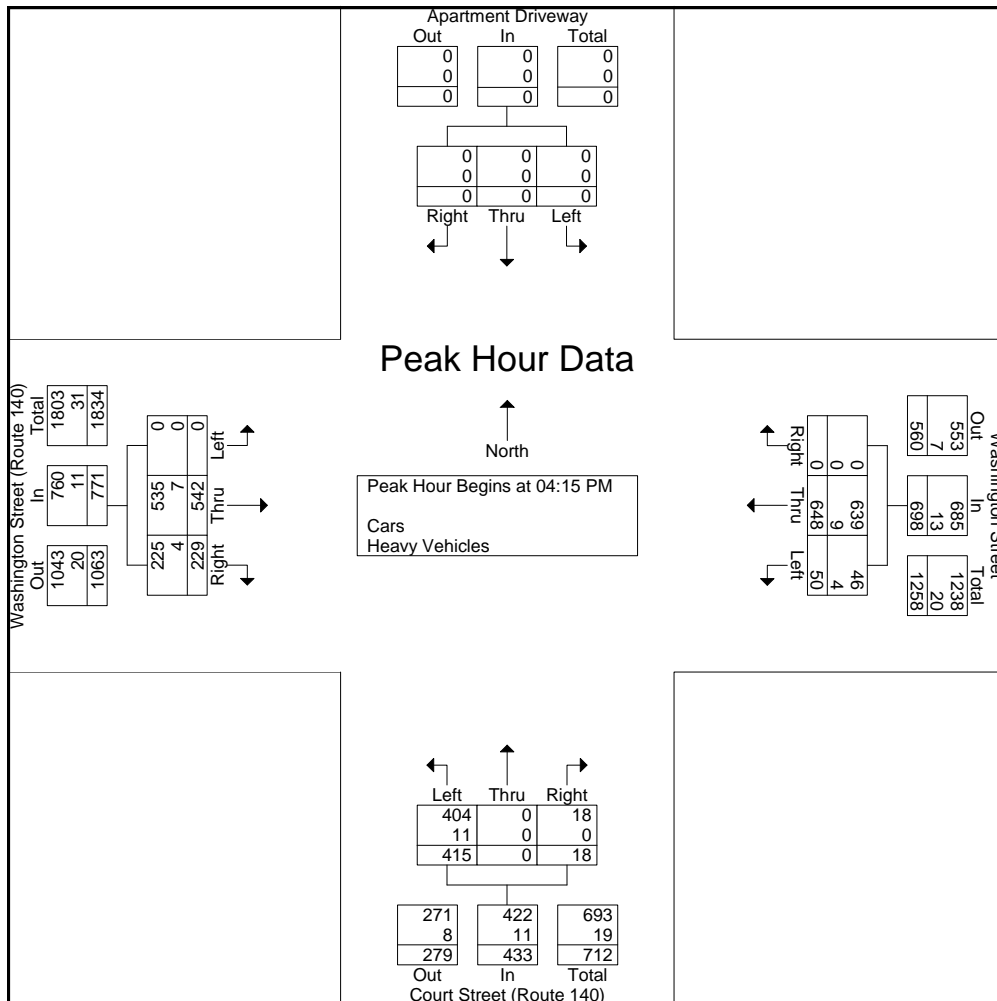 Apartment Driveway
Out In Total
0 0 0
0 0 0
0 0 0
0 0 0
0 0 0
0 0 0
Right Thru Left
Peak Hour Data
North
Peak Hour Begins at 04:15 PM
Cars
Heavy Vehicles
Washington Street (Route 140)
Out In Total
1043 760 1803
20 11 31
1063 771 1834
225 535 0
4 7 0
229 542 0
Right Thru Left
Washington Street
Out In Total
553 685 1238
7 13 20
560 698 1258
0 639 46
0 9 4
0 648 50
Right Thru Left
Left Thru Right
404 0 18
11 0 0
415 0 18
271 422 693
8 11 19
279 433 712
Out In Total
Court Street (Route 140)